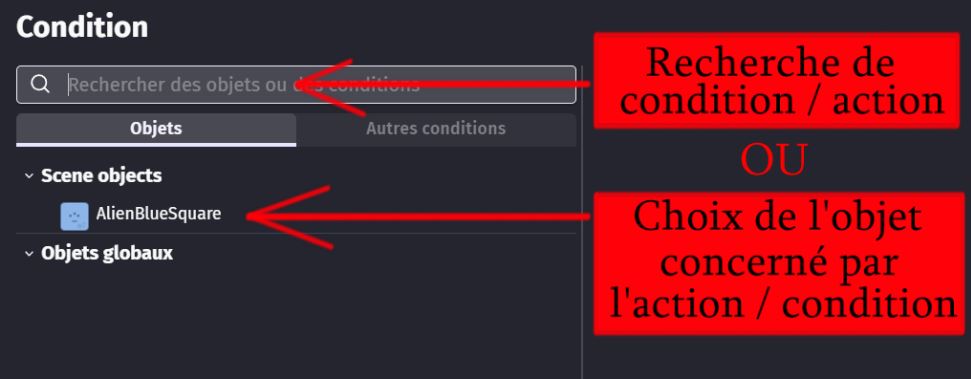 Condition
Rechercher des objets ou des conditions
Recherche de
condition / action
Objets
Autres conditions
OU
Scene objects
AlienBlueSquare
Choix de l'objet
concerné par
l'action / condition
Objets globaux